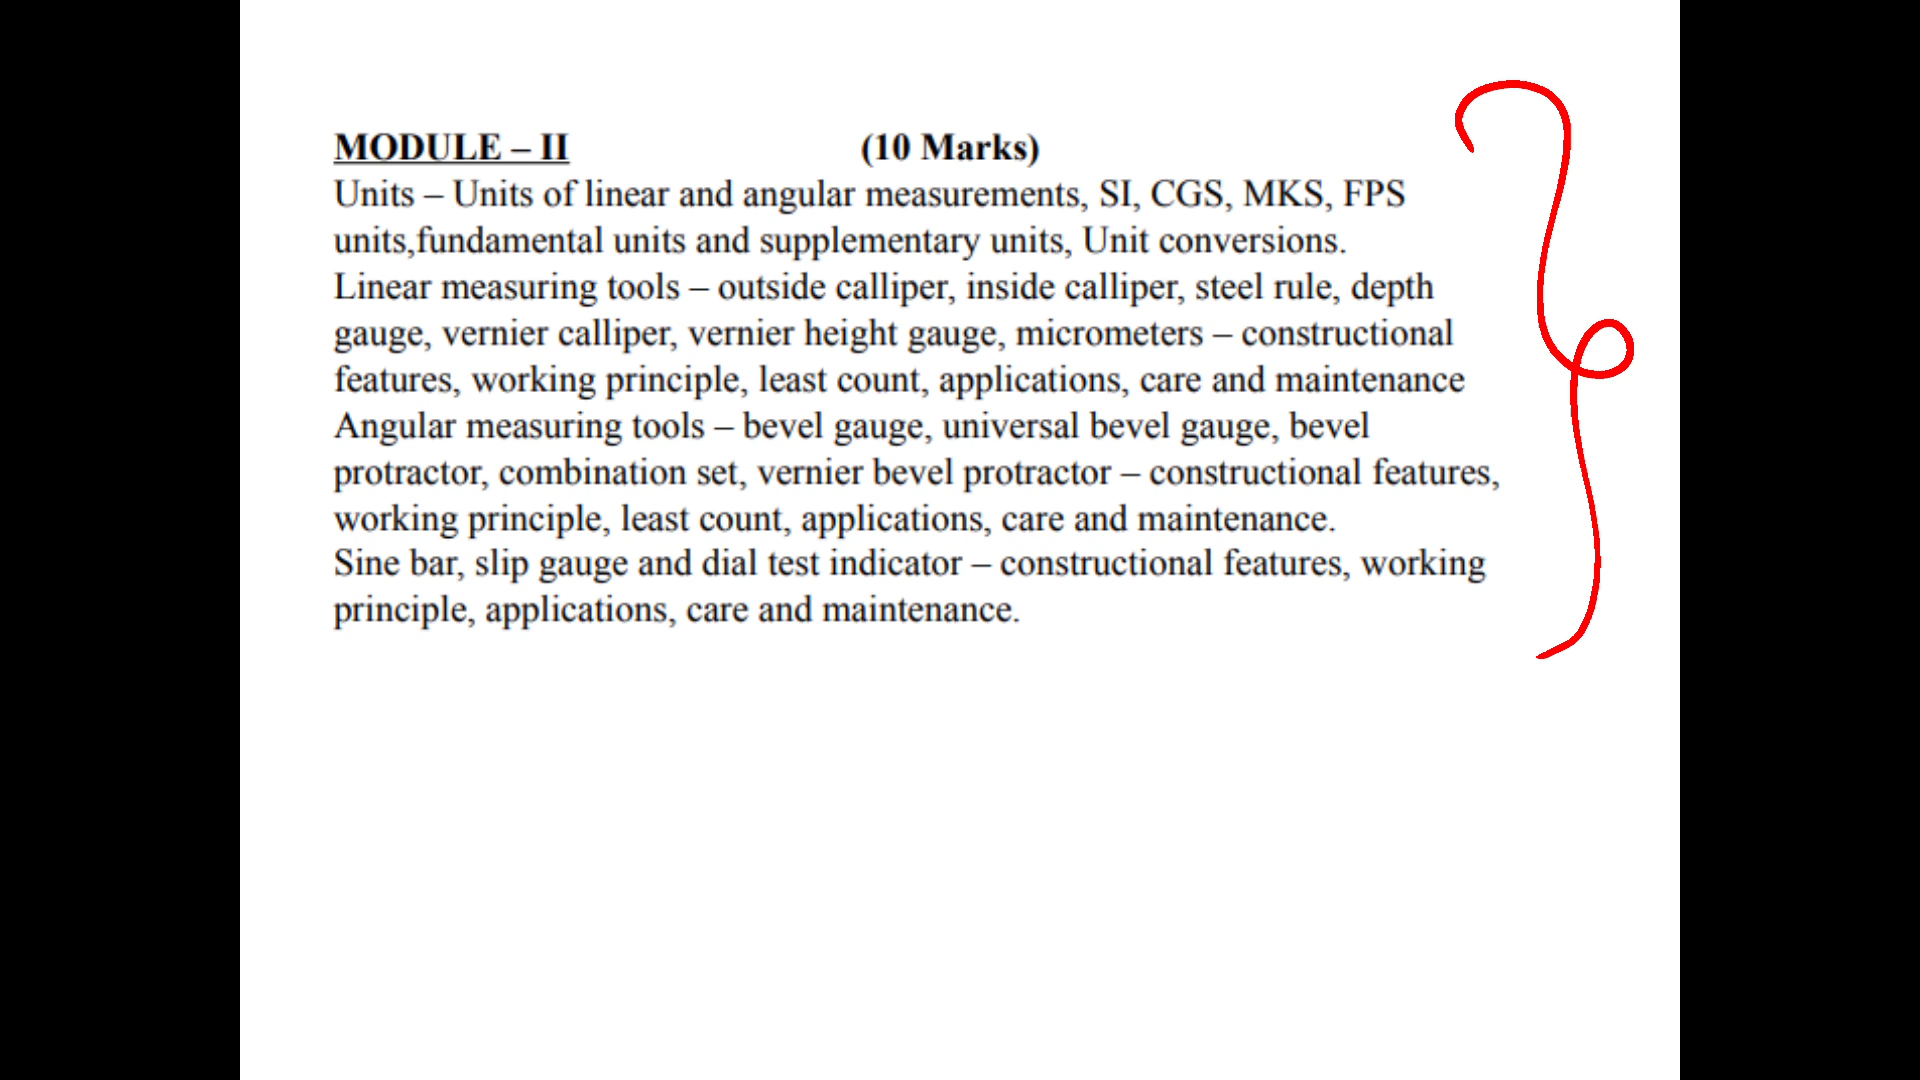 MODULE – II (10 Marks)
Units – Units of linear and angular measurements, SI, CGS, MKS, FPS
units,fundamental units and supplementary units, Unit conversions.
Linear measuring tools – outside calliper, inside calliper, steel rule, depth
gauge, vernier calliper, vernier height gauge, micrometers – constructional
features, working principle, least count, applications, care and maintenance
Angular measuring tools – bevel gauge, universal bevel gauge, bevel
protractor, combination set, vernier bevel protractor – constructional features,
working principle, least count, applications, care and maintenance.
Sine bar, slip gauge and dial test indicator – constructional features, working
principle, applications, care and maintenance.